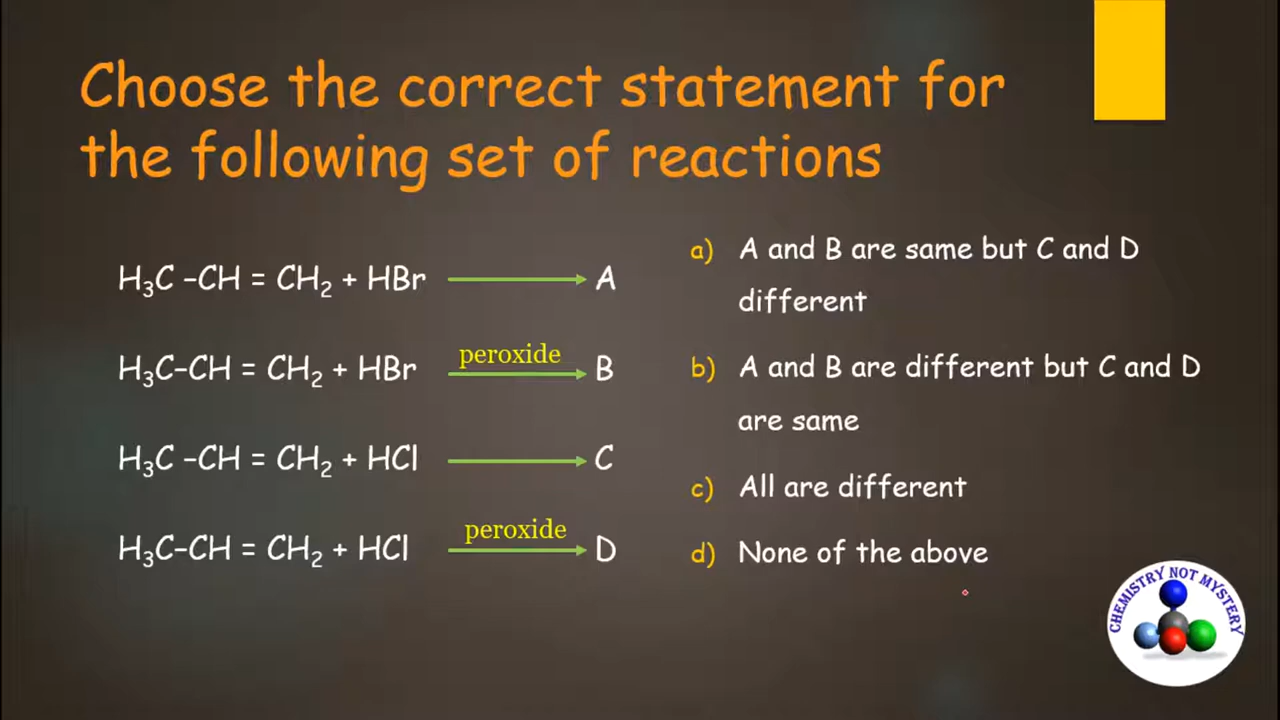 Choose the correct statement for
the following set of reactions
H₃C –CH = CH₂ + HBr → A
H₃C–CH = CH₂ + HBr peroxide → B
H₃C –CH = CH₂ + HCl → C
H₃C–CH = CH₂ + HCl peroxide → D
a) A and B are same but C and D
different
b) A and B are different but C and D
are same
c) All are different
d) None of the above
CHEMISTRY NOT MYSTERY